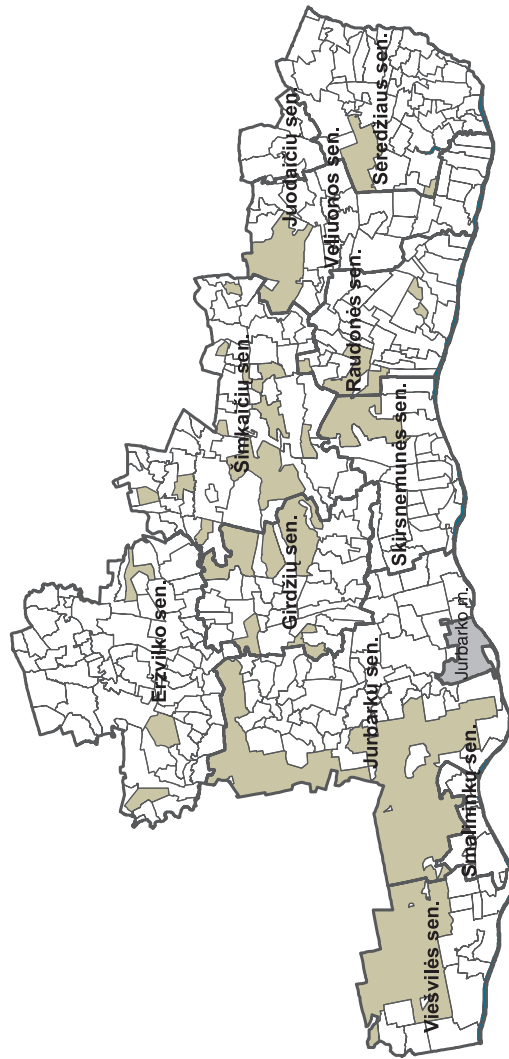 Juodaičių sen.
Seredžiaus sen.
Veliuonos sen.
Raudonės sen.
Šimkaičių sen.
Skirsnemunės sen.
Girdžių sen.
Eržvilko sen.
Jurbarko m.
Jurbarkų sen.
Smalininkų sen.
Viešvilės sen.